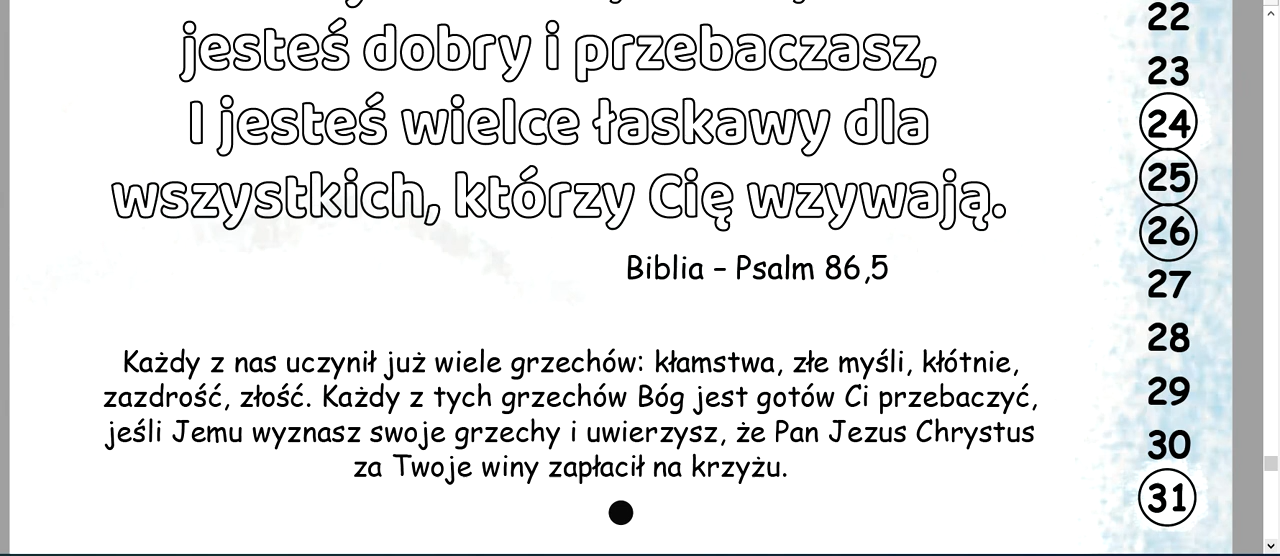 jesteś dobry i przebaczasz,
I jesteś wielce łaskawy dla
wszystkich, którzy Cię wzywają.
Biblia – Psalm 86,5
Każdy z nas uczynił już wiele grzechów: kłamstwa, złe myśli, kłótnie,
zazdrość, złość. Każdy z tych grzechów Bóg jest gotów Ci przebaczyć,
jeśli Jemu wyznasz swoje grzechy i uwierzysz, że Pan Jezus Chrystus
za Twoje winy zapłacił na krzyżu.
22
23
24
25
26
27
28
29
30
31